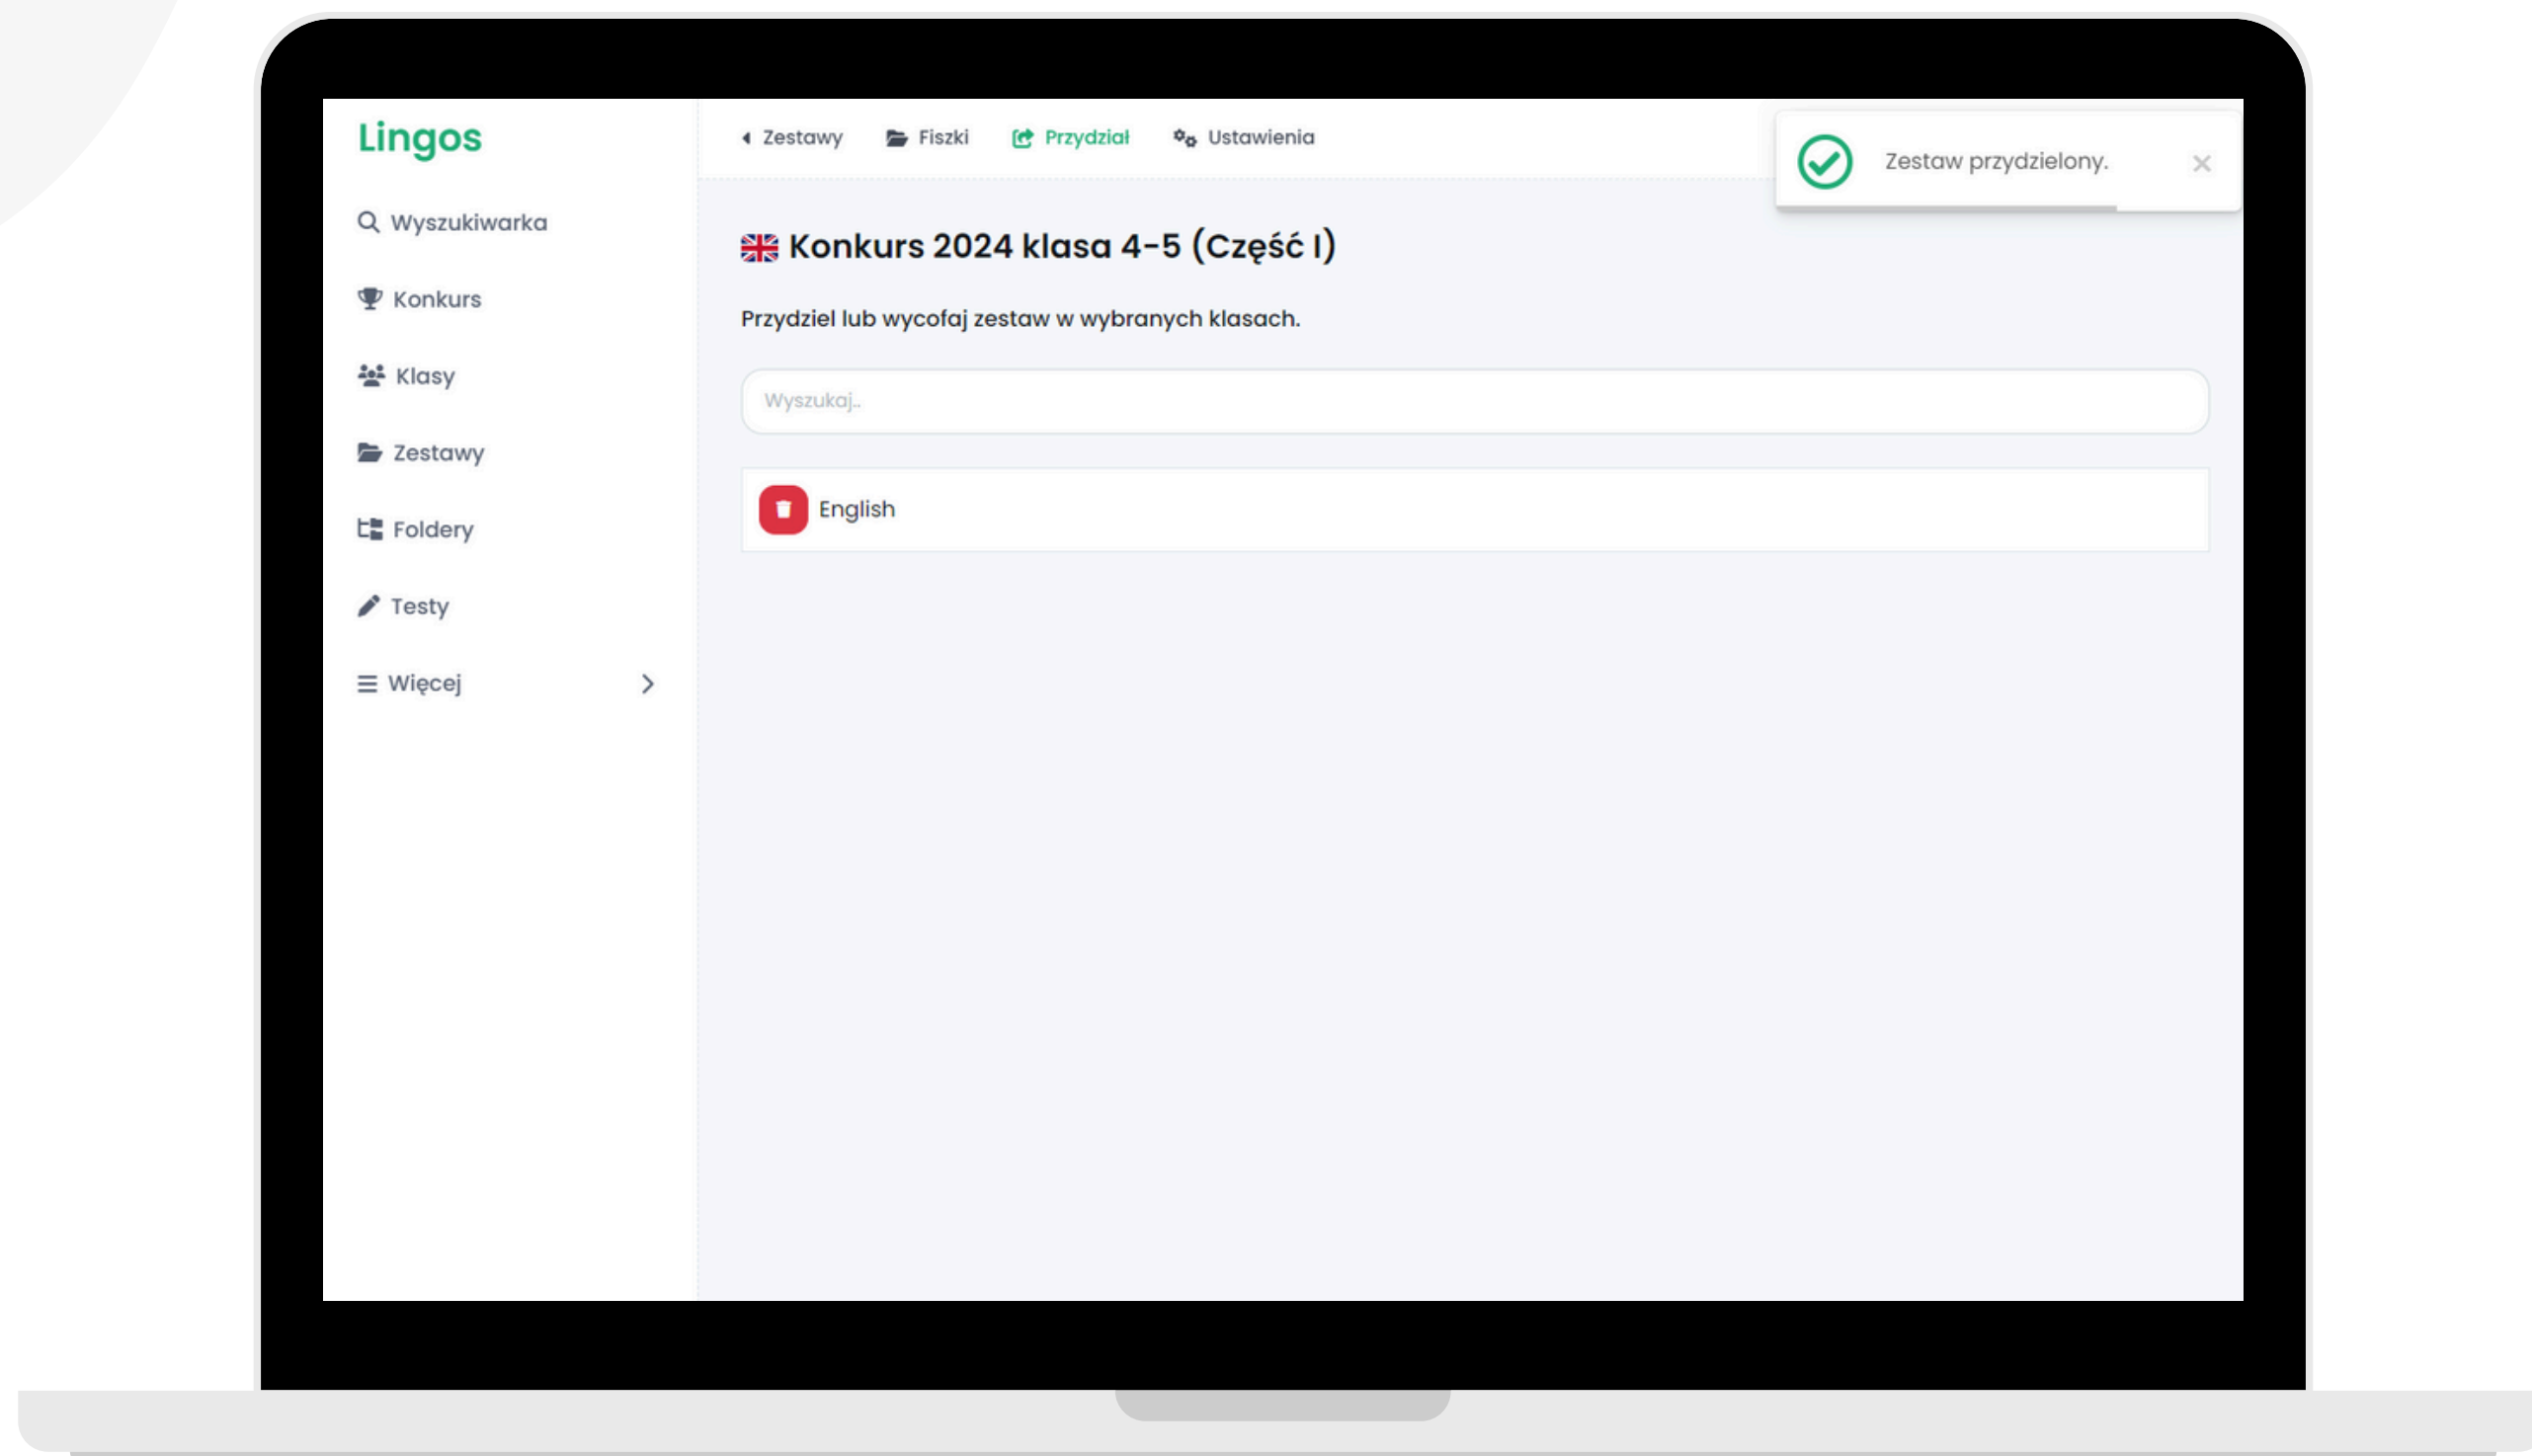 Lingos
Wyszukiwarka
Konkurs
Klasy
Zestawy
Foldery
Testy
Więcej
Zestawy Fiszki Przydział Ustawienia
Zestaw przydzielony.
Konkurs 2024 klasa 4-5 (Część I)
Przydziel lub wycofaj zestaw w wybranych klasach.
Wyszukaj..
English